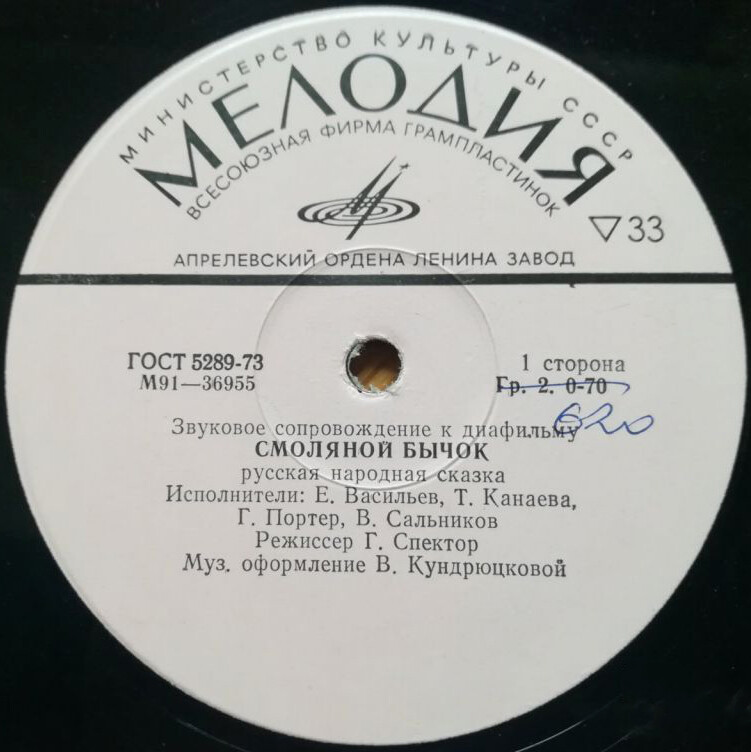 МИНИСТЕРСТВО КУЛЬТУРЫ СССР
МЕЛОДИЯ
ВСЕСОЮЗНАЯ ФИРМА ГРАМПЛАСТИНОК
▽33
АПРЕЛЕВСКИЙ ОРДЕНА ЛЕНИНА ЗАВОД
ГОСТ 5289-73
М91—36955
1 сторона
Гр. 2. 0-70
620
Звуковое сопровождение к диафильму
СМОЛЯНОЙ БЫЧОК
русская народная сказка
Исполнители: Е. Васильев, Т. Канаева,
Г. Портер, В. Сальников
Режиссер Г. Спектор
Муз. оформление В. Кундрюцковой